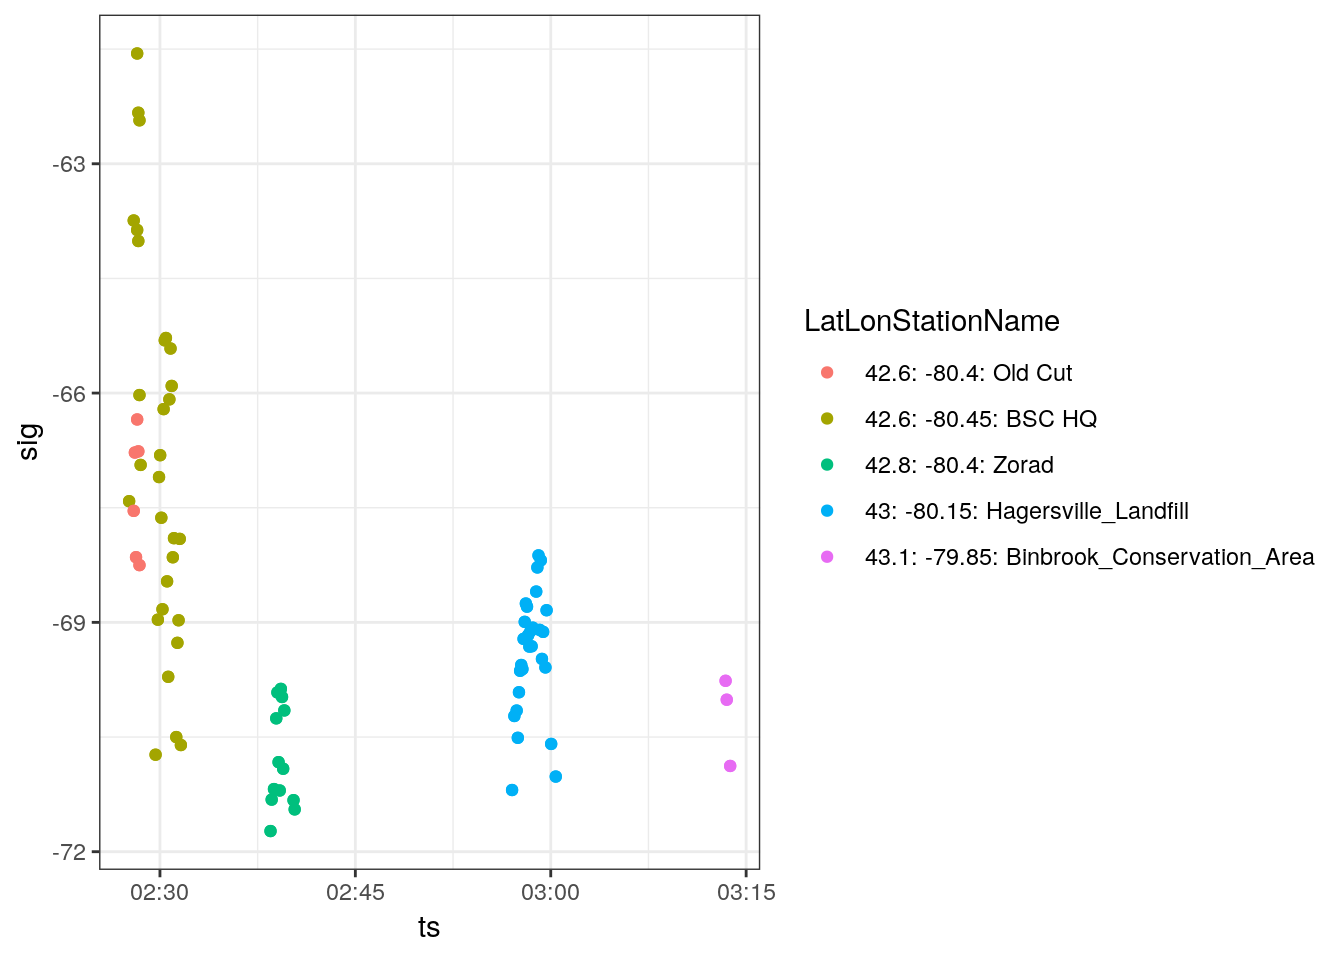 -63
-66
-69
-72
sig
02:30 02:45 03:00 03:15
ts
LatLonStationName
42.6: -80.4: Old Cut
42.6: -80.45: BSC HQ
42.8: -80.4: Zorad
43: -80.15: Hagersville_Landfill
43.1: -79.85: Binbrook_Conservation_Area